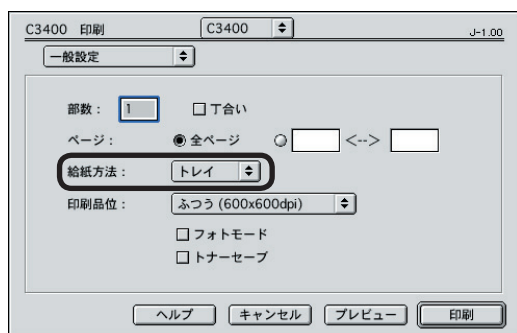 C3400 印刷 C3400 J-1.00
一般設定
部数： 1 丁合い
ページ： 全ページ <-->
給紙方法： トレイ
印刷品位： ふつう (600x600dpi)
フォトモード
トナーセーブ
ヘルプ キャンセル プレビュー 印刷